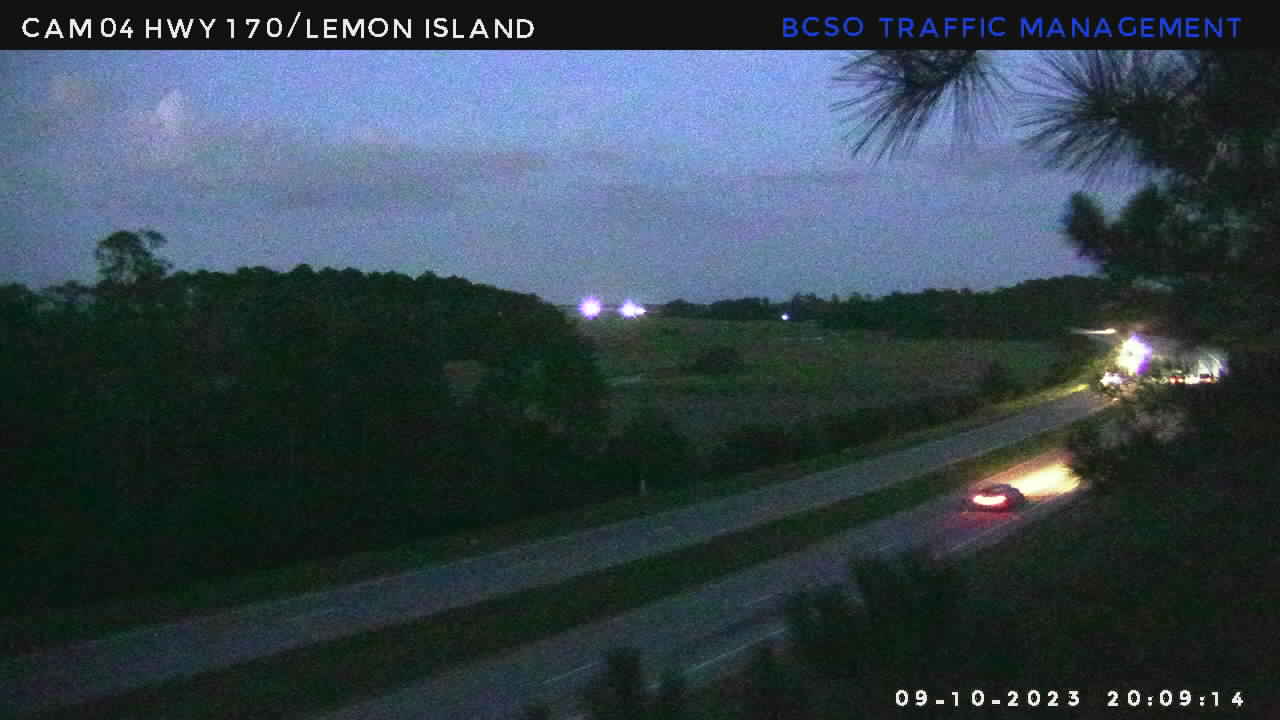 CAM04 HWY 170/LEMON ISLAND
BCSO TRAFFIC MANAGEMENT
09-10-2023 20:09:14